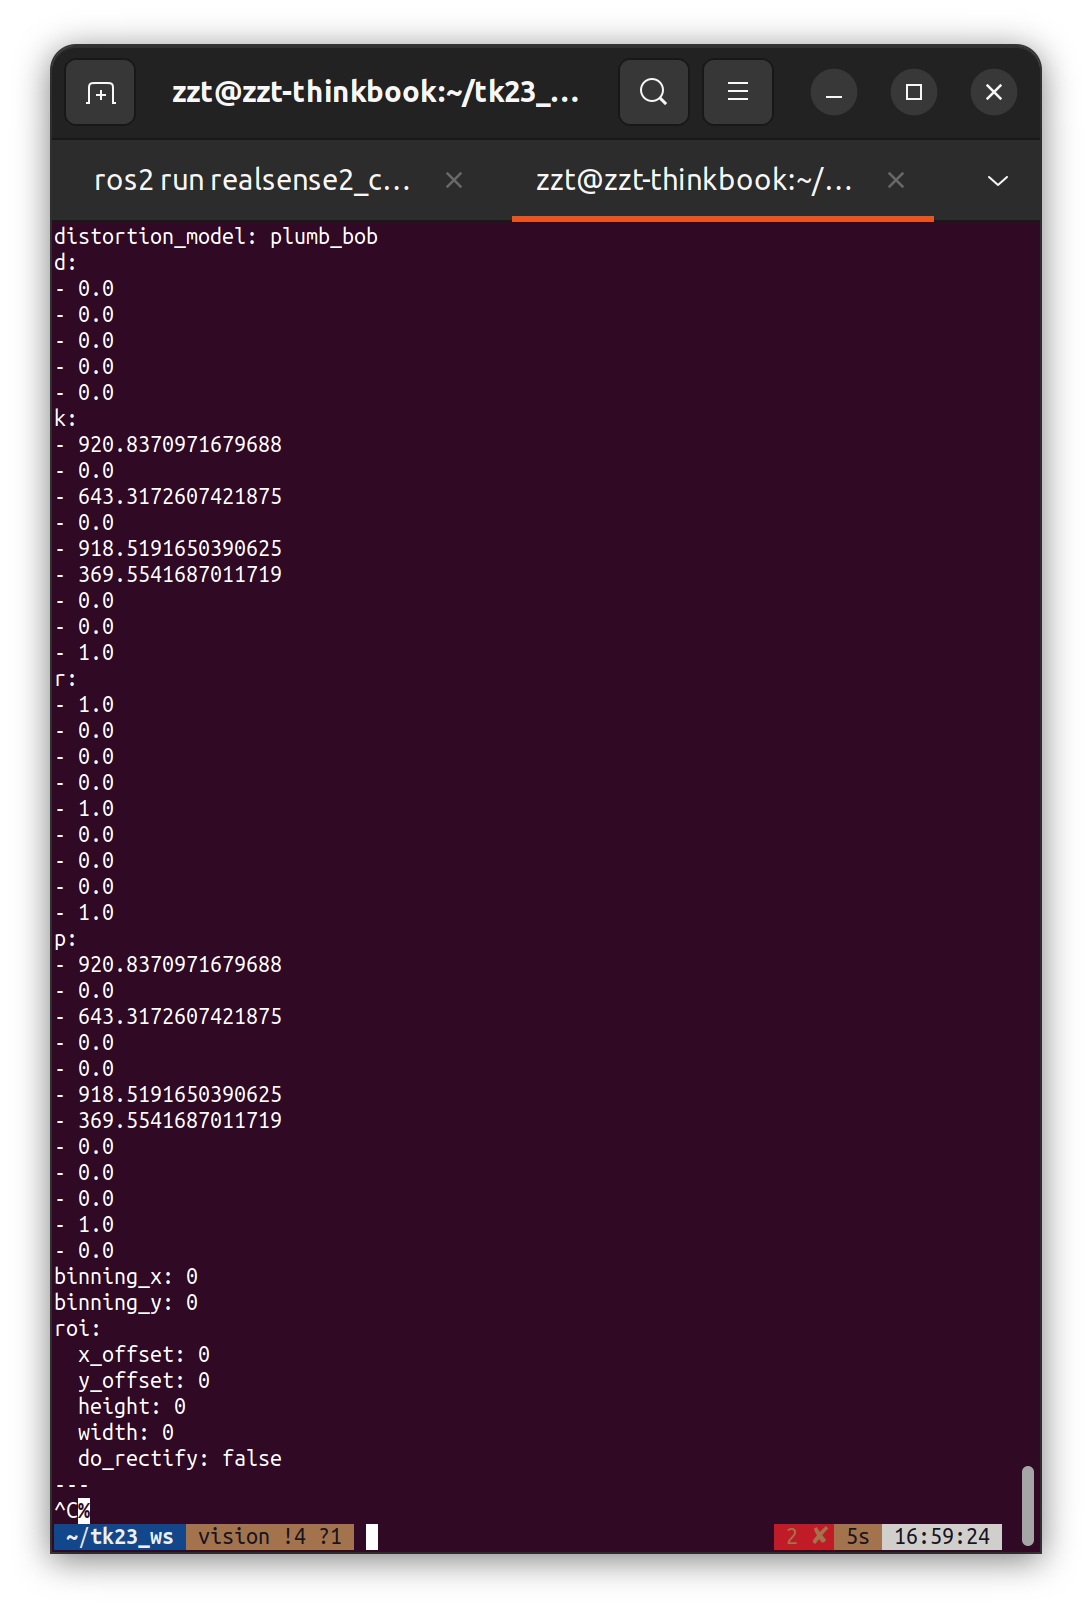 zzt@zzt-thinkbook:~/tk23_...
ros2 run realsense2_c...
zzt@zzt-thinkbook:~/...
distortion_model: plumb_bob
d:
- 0.0
- 0.0
- 0.0
- 0.0
- 0.0
k:
- 920.8370971679688
- 0.0
- 643.3172607421875
- 0.0
- 918.5191650390625
- 369.5541687011719
- 0.0
- 0.0
- 1.0
r:
- 1.0
- 0.0
- 0.0
- 0.0
- 1.0
- 0.0
- 0.0
- 0.0
- 1.0
p:
- 920.8370971679688
- 0.0
- 643.3172607421875
- 0.0
- 0.0
- 918.5191650390625
- 369.5541687011719
- 0.0
- 0.0
- 0.0
- 1.0
- 0.0
binning_x: 0
binning_y: 0
roi:
  x_offset: 0
  y_offset: 0
  height: 0
  width: 0
  do_rectify: false
---
^C%
~/tk23_ws vision !4 ?1 2 ✘ 5s 16:59:24